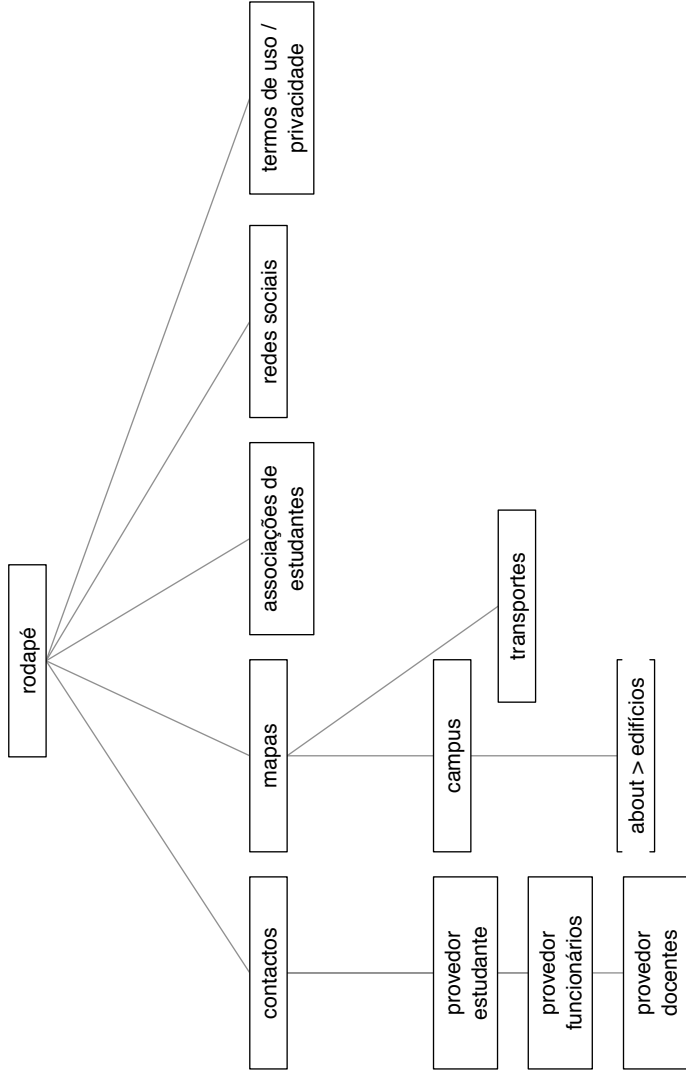 rodapé
contactos
mapas
associações de
estudantes
redes sociais
termos de uso /
privacidade
provedor
estudante
provedor
funcionários
provedor
docentes
campus
transportes
about > edifícios